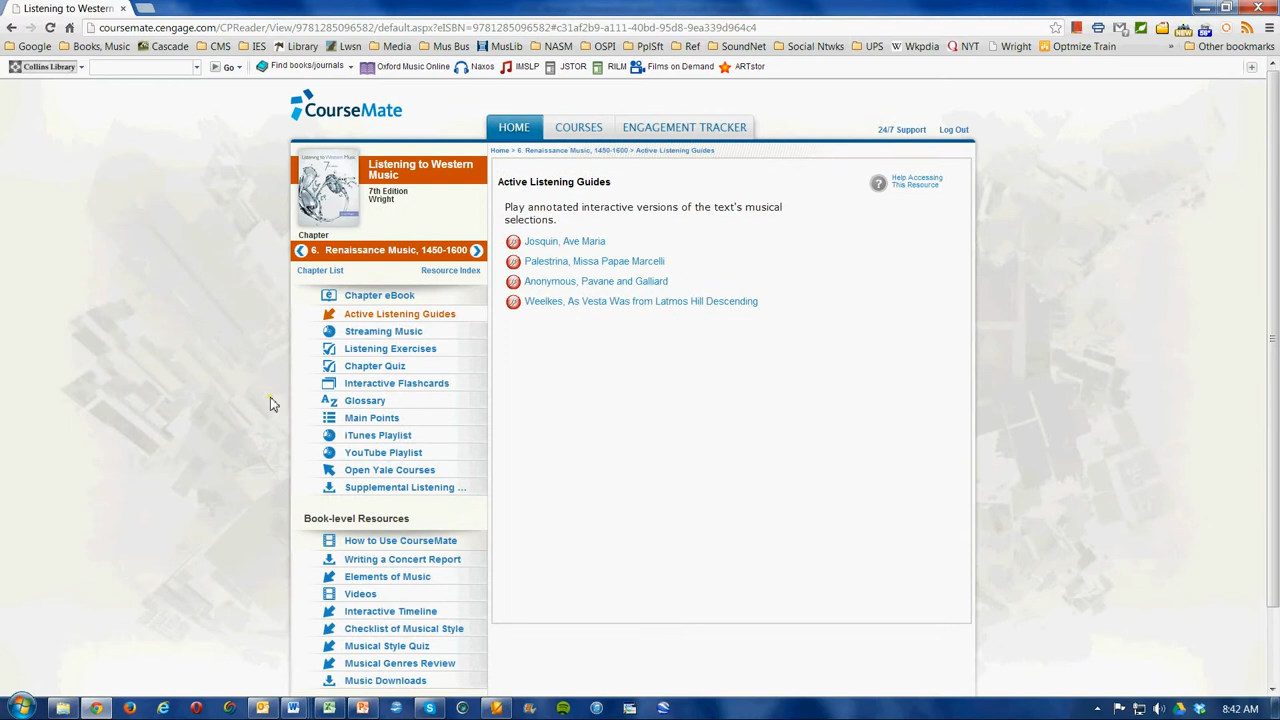 Listening to Western
coursemate.cengage.com/CPReader/View/9781285096582/default.aspx?eISBN=9781285096582#c31af2b9-a111-40bd-95d8-9ea339d964c4
Google Books, Music Cascade CMS IES Library Lwsn Media Mus Bus MusLib NASM OSPI PplSft Ref SoundNet Social Ntwks UPS Wkpdia NYT Wright Optmize Train » Other bookmarks
Collins Library Go Find books/journals Oxford Music Online Naxos IMSLP JSTOR RILM Films on Demand ARTstor
CourseMate
HOME COURSES ENGAGEMENT TRACKER
24/7 Support Log Out
Home > 6. Renaissance Music, 1450-1600 > Active Listening Guides
Listening to Western
Music
7th Edition
Wright
Chapter
6. Renaissance Music, 1450-1600
Chapter List Resource Index
Chapter eBook
Active Listening Guides
Streaming Music
Listening Exercises
Chapter Quiz
Interactive Flashcards
Glossary
Main Points
iTunes Playlist
YouTube Playlist
Open Yale Courses
Supplemental Listening ...
Book-level Resources
How to Use CourseMate
Writing a Concert Report
Elements of Music
Videos
Interactive Timeline
Checklist of Musical Style
Musical Style Quiz
Musical Genres Review
Music Downloads
Active Listening Guides
Help Accessing
This Resource
Play annotated interactive versions of the text's musical
selections.
Josquin, Ave Maria
Palestrina, Missa Papae Marcelli
Anonymous, Pavane and Galliard
Weelkes, As Vesta Was from Latmos Hill Descending
8:42 AM